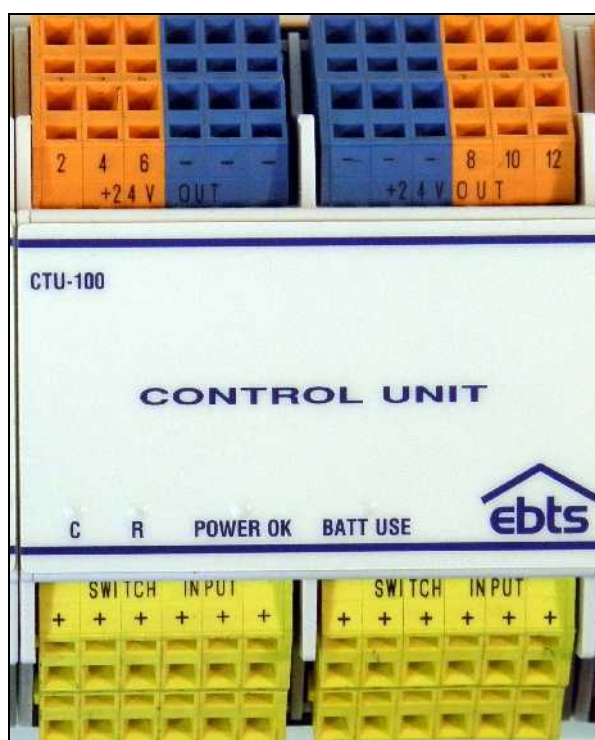 2 4 6 - - - - - - 8 10 12
+24V OUT +24V OUT
CTU-100
CONTROL UNIT
ebts
C R POWER OK BATT USE
SWITCH INPUT SWITCH INPUT
+ + + + + + + + + + + +